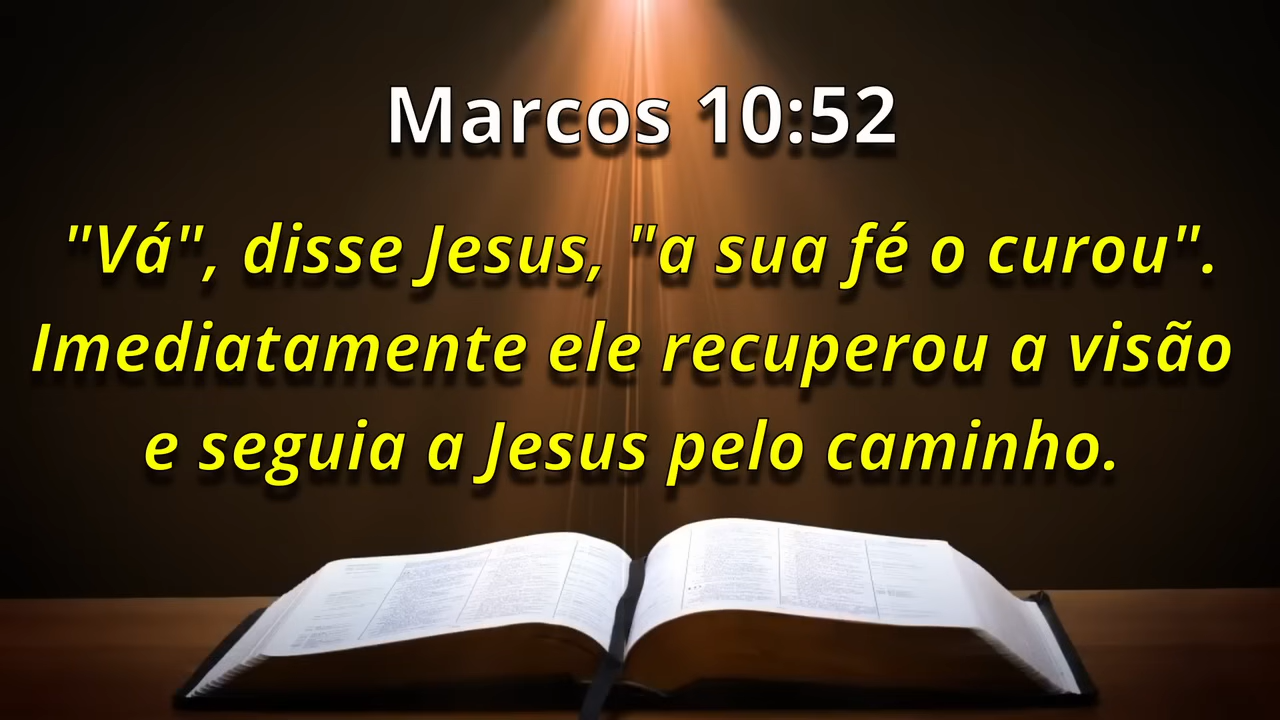 Marcos 10:52
"Vá", disse Jesus, "a sua fé o curou".
Imediatamente ele recuperou a visão
e seguia a Jesus pelo caminho.